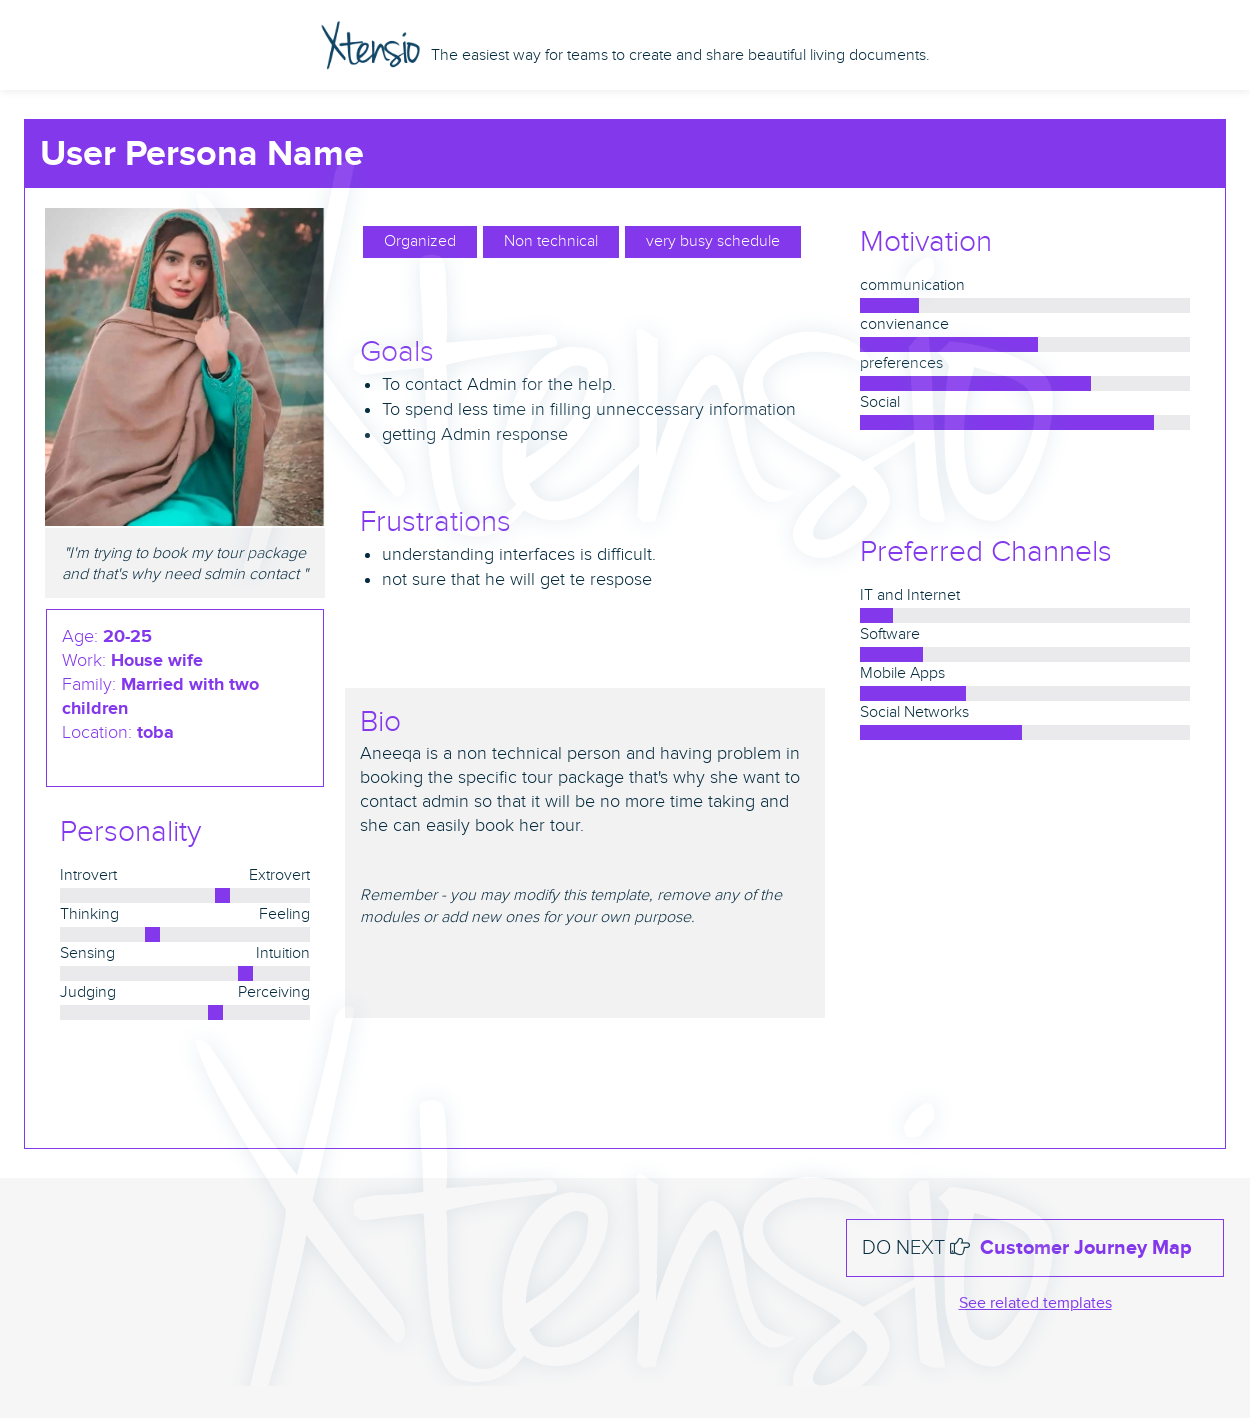 Xtensio The easiest way for teams to create and share beautiful living documents.
User Persona Name
"I'm trying to book my tour package
and that's why need sdmin contact "
Age: 20-25
Work: House wife
Family: Married with two
children
Location: toba
Personality
Introvert Extrovert
Thinking Feeling
Sensing Intuition
Judging Perceiving
Organized Non technical very busy schedule
Goals
To contact Admin for the help.
To spend less time in filling unneccessary information
getting Admin response
Frustrations
understanding interfaces is difficult.
not sure that he will get te respose
Bio
Aneeqa is a non technical person and having problem in
booking the specific tour package that's why she want to
contact admin so that it will be no more time taking and
she can easily book her tour.
Remember - you may modify this template, remove any of the
modules or add new ones for your own purpose.
Motivation
communication
convienance
preferences
Social
Preferred Channels
IT and Internet
Software
Mobile Apps
Social Networks
Xtensio
Xtensio
DO NEXT Customer Journey Map
See related templates